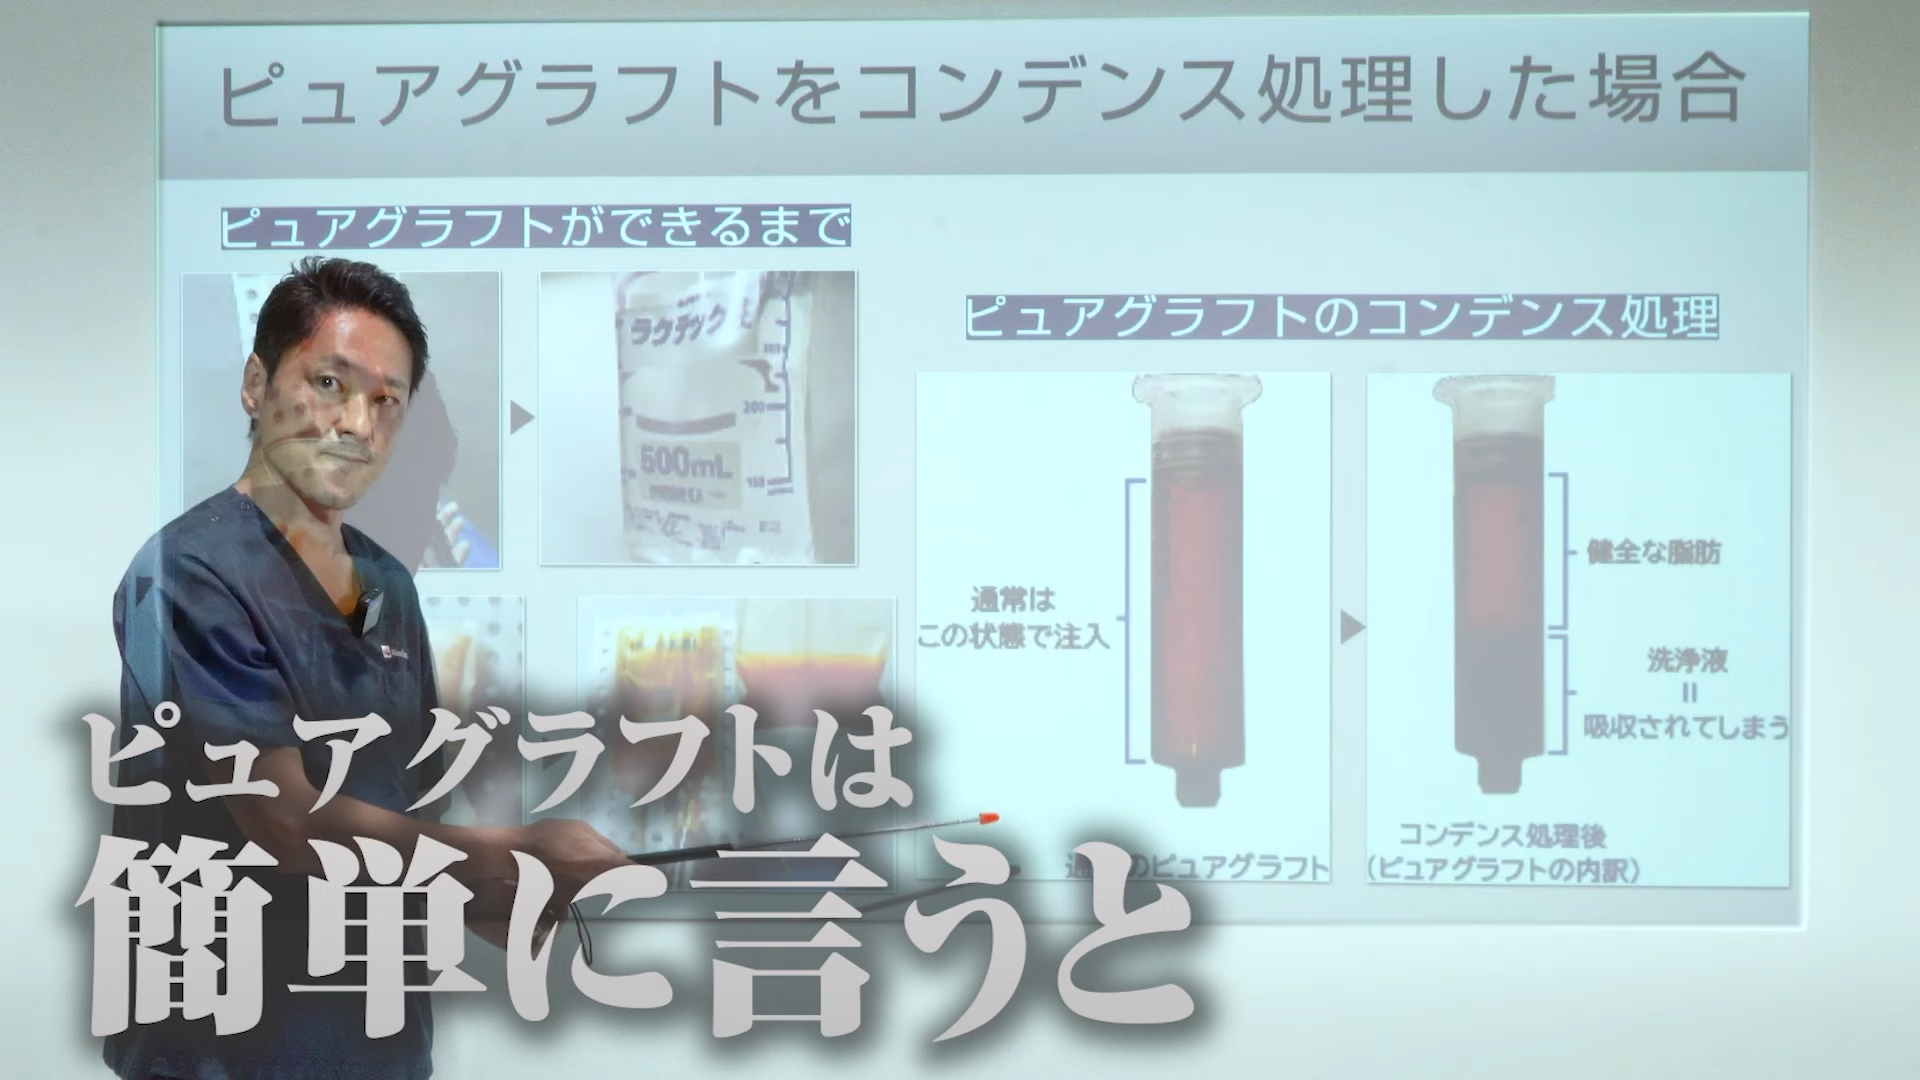 ピュアグラフトをコンデンス処理した場合
ピュアグラフトができるまで
ラクテック
500mL
ピュアグラフトのコンデンス処理
通常は
この状態で注入
健全な脂肪
洗浄液
=
吸収されてしまう
のピュアグラフト
コンデンス処理後
(ピュアグラフトの内訳)
ピュアグラフトは
簡単に言うと